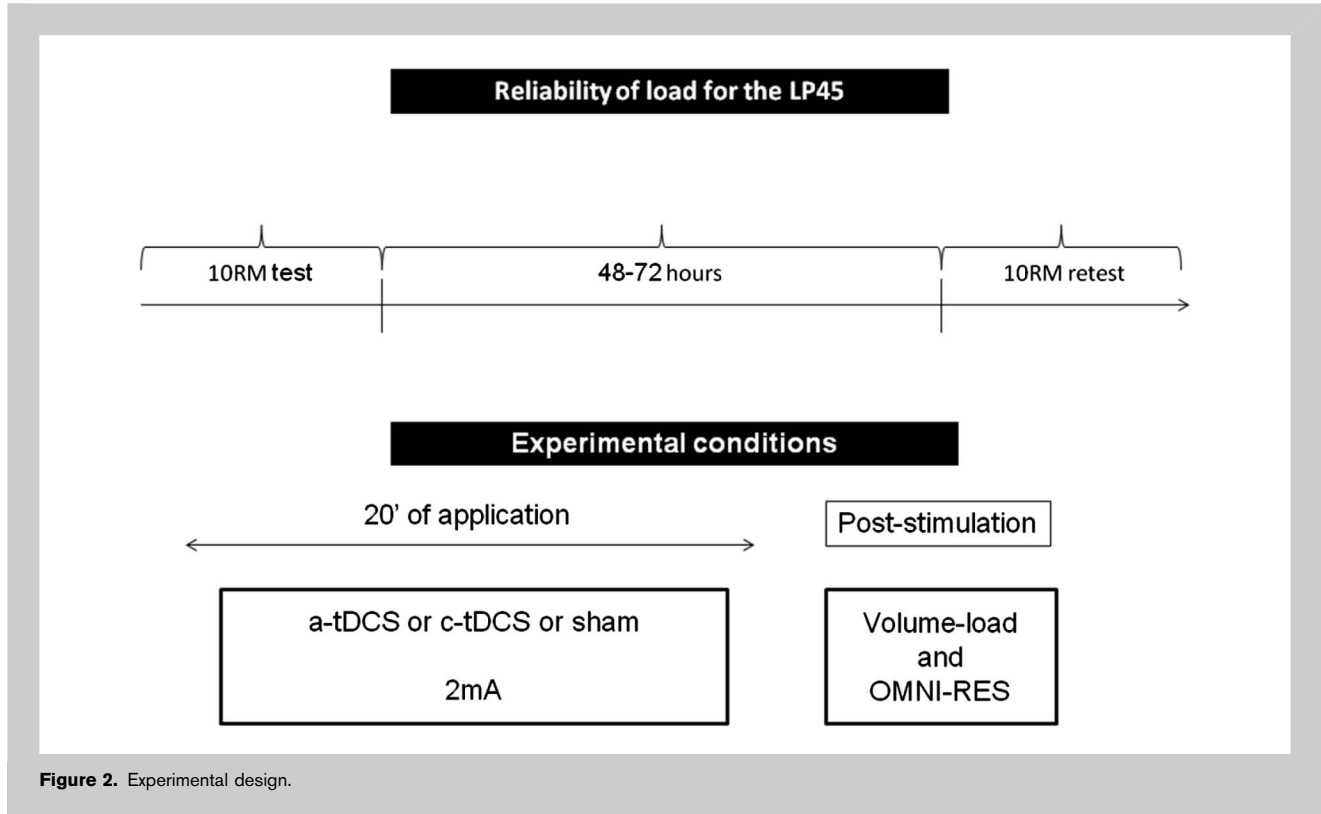 Reliability of load for the LP45
10RM test
48-72 hours
10RM retest
Experimental conditions
20’ of application
Post-stimulation
a-tDCS or c-tDCS or sham
2mA
Volume-load
and
OMNI-RES
Figure 2. Experimental design.